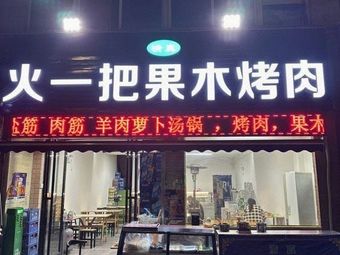 火一把果木烤肉
盐筋 肉筋 羊肉萝卜汤锅，烤肉，果木